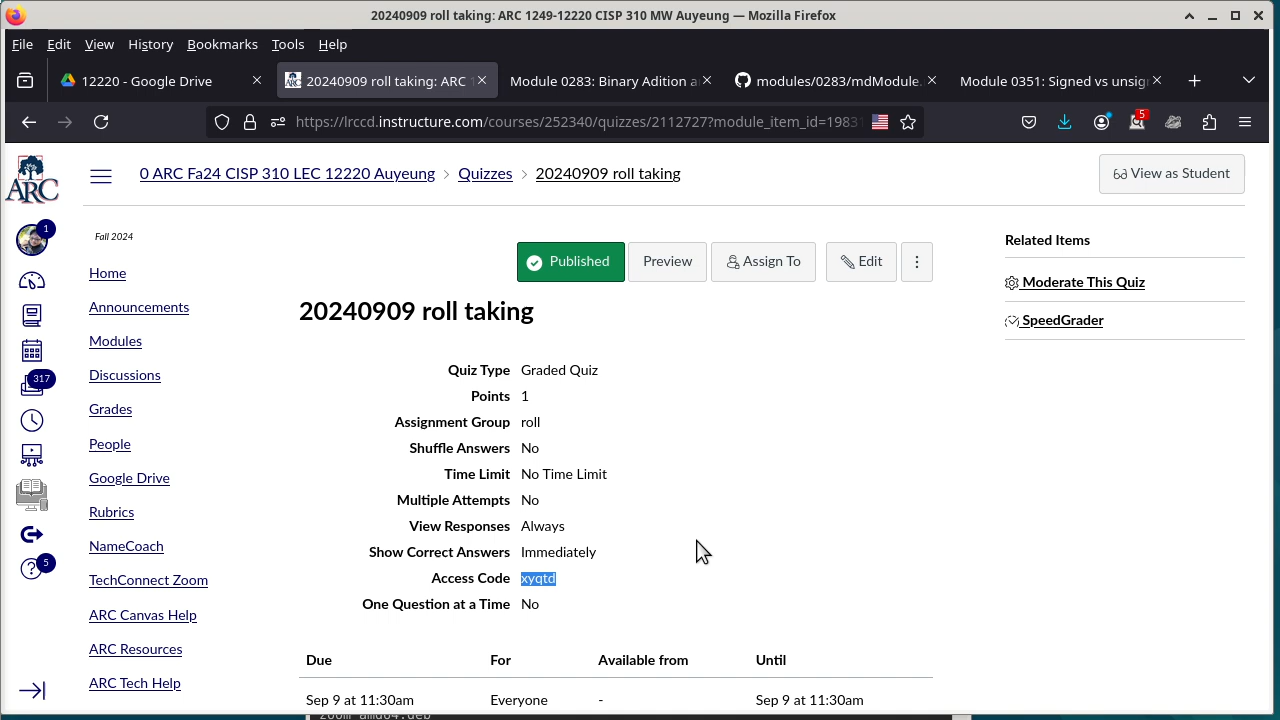 20240909 roll taking: ARC 1249-12220 CISP 310 MW Auyeung — Mozilla Firefox
File Edit View History Bookmarks Tools Help
12220 - Google Drive
20240909 roll taking: ARC
Module 0283: Binary Adition a
modules/0283/mdModule.
Module 0351: Signed vs unsig
https://lrccd.instructure.com/courses/252340/quizzes/2112727?module_item_id=1983
5
ARC
0 ARC Fa24 CISP 310 LEC 12220 Auyeung > Quizzes > 20240909 roll taking
View as Student
1
317
5
Fall 2024
Home
Announcements
Modules
Discussions
Grades
People
Google Drive
Rubrics
NameCoach
TechConnect Zoom
ARC Canvas Help
ARC Resources
ARC Tech Help
Published Preview Assign To Edit
20240909 roll taking
Quiz Type Graded Quiz
Points 1
Assignment Group roll
Shuffle Answers No
Time Limit No Time Limit
Multiple Attempts No
View Responses Always
Show Correct Answers Immediately
Access Code xyqtd
One Question at a Time No
Due For Available from Until
Sep 9 at 11:30am Everyone - Sep 9 at 11:30am
Related Items
Moderate This Quiz
SpeedGrader